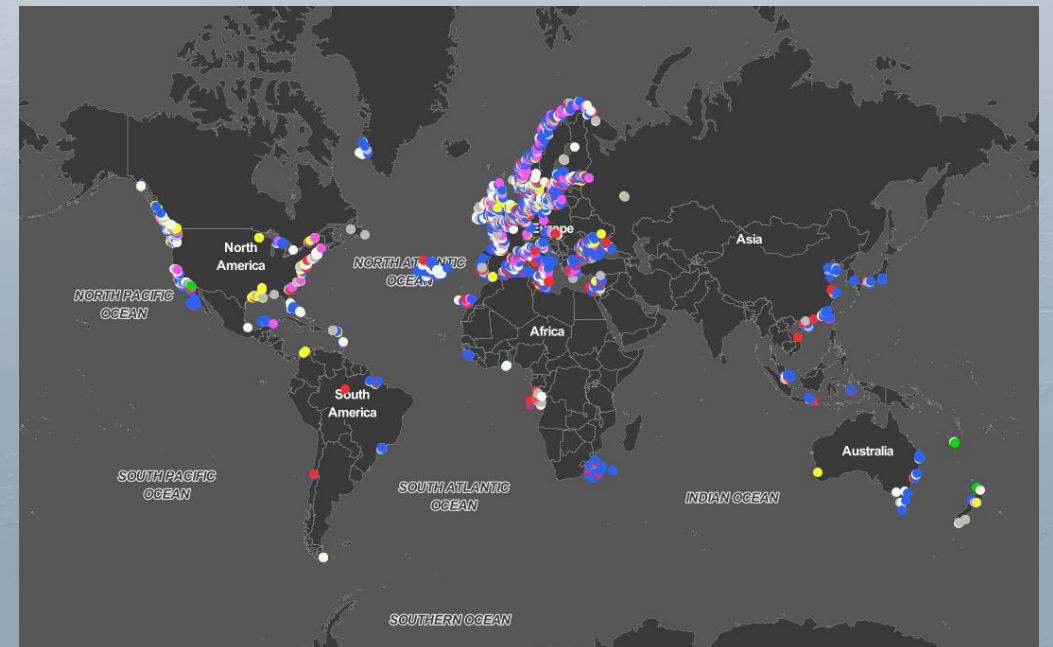 Europe
Asia
North
America
NORTH ATLANTIC
OCEAN
NORTH PACIFIC
OCEAN
Africa
South
America
Australia
SOUTH PACIFIC
OCEAN
SOUTH ATLANTIC
OCEAN
INDIAN OCEAN
SOUTHERN OCEAN